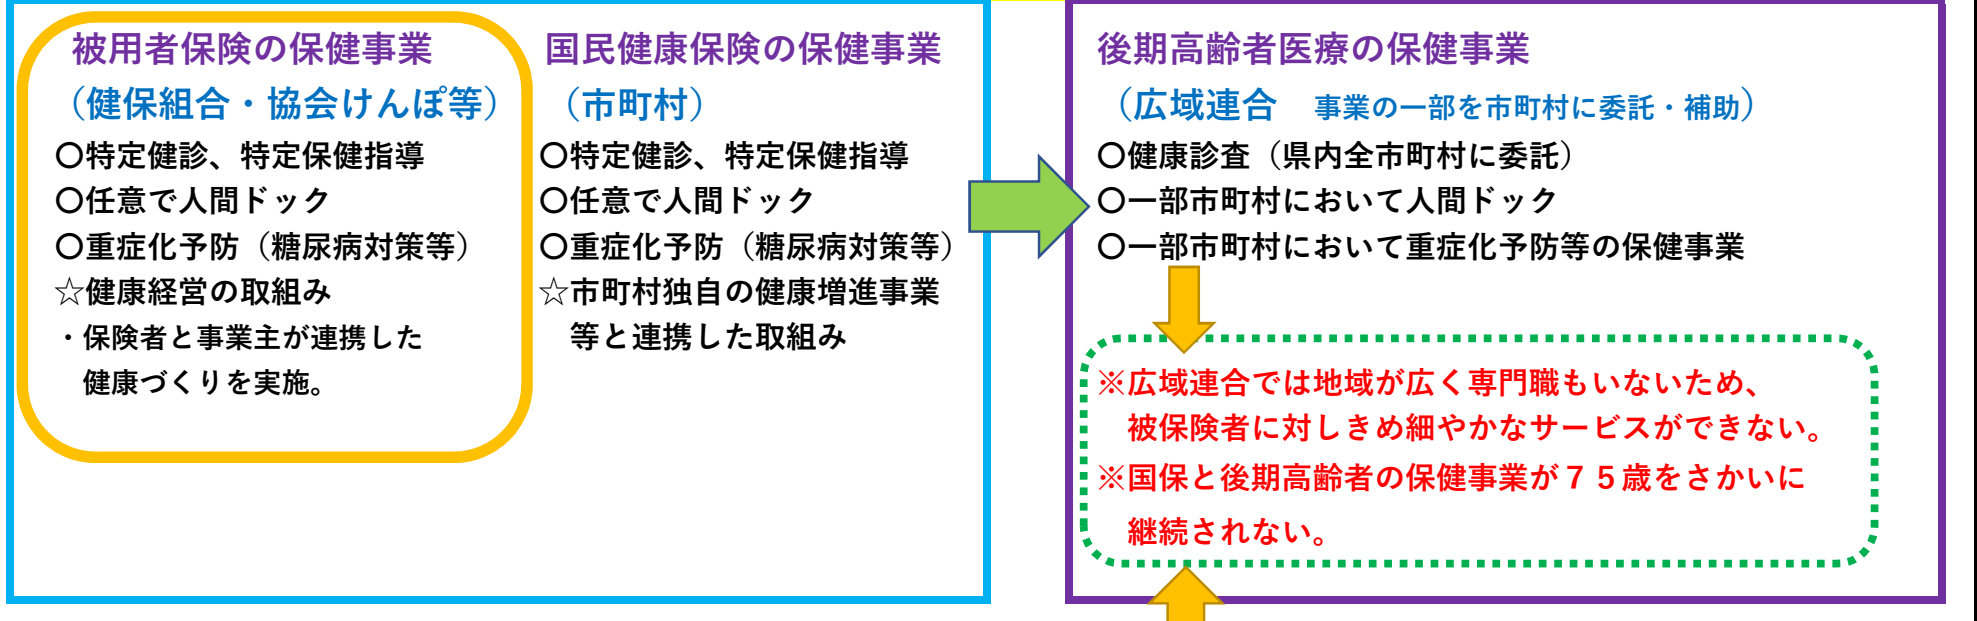 被用者保険の保健事業
（健保組合・協会けんぽ等）
〇特定健診、特定保健指導
〇任意で人間ドック
〇重症化予防（糖尿病対策等）
☆健康経営の取組み
・保険者と事業主が連携した
健康づくりを実施。
国民健康保険の保健事業
（市町村）
〇特定健診、特定保健指導
〇任意で人間ドック
〇重症化予防（糖尿病対策等）
☆市町村独自の健康増進事業
等と連携した取組み
後期高齢者医療の保健事業
（広域連合　事業の一部を市町村に委託・補助）
〇健康診査（県内全市町村に委託）
〇一部市町村において人間ドック
〇一部市町村において重症化予防等の保健事業
※広域連合では地域が広く専門職もいないため、
被保険者に対しきめ細やかなサービスができない。
※国保と後期高齢者の保健事業が７５歳をさかいに
継続されない。